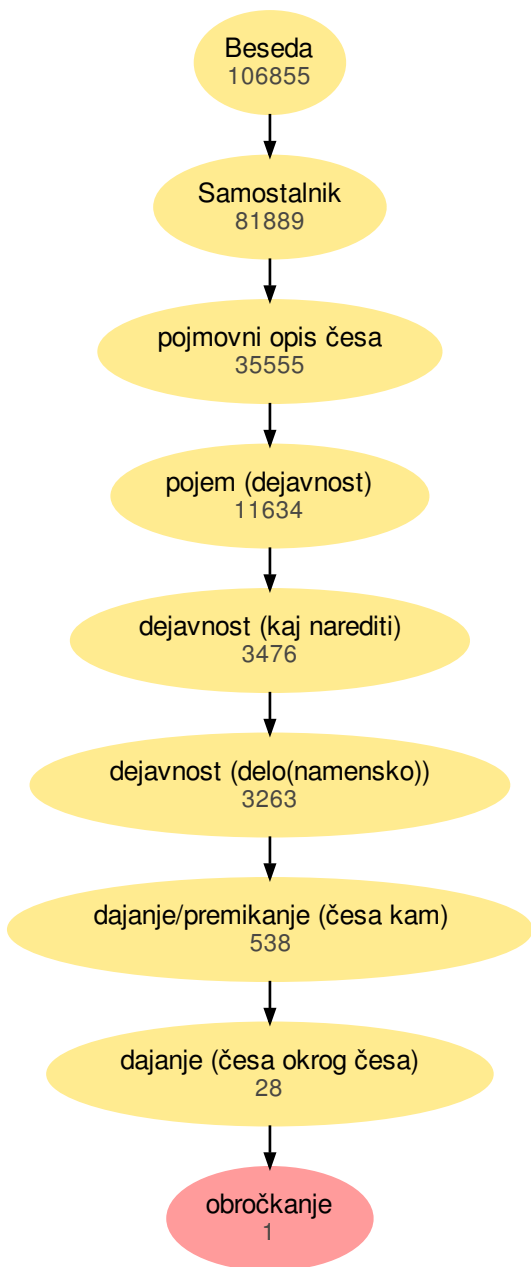 Beseda
106855
Samostalnik
81889
pojmovni opis česa
35555
pojem (dejavnost)
11634
dejavnost (kaj narediti)
3476
dejavnost (delo(namensko))
3263
dajanje/premikanje (česa kam)
538
dajanje (česa okrog česa)
28
obročkanje
1